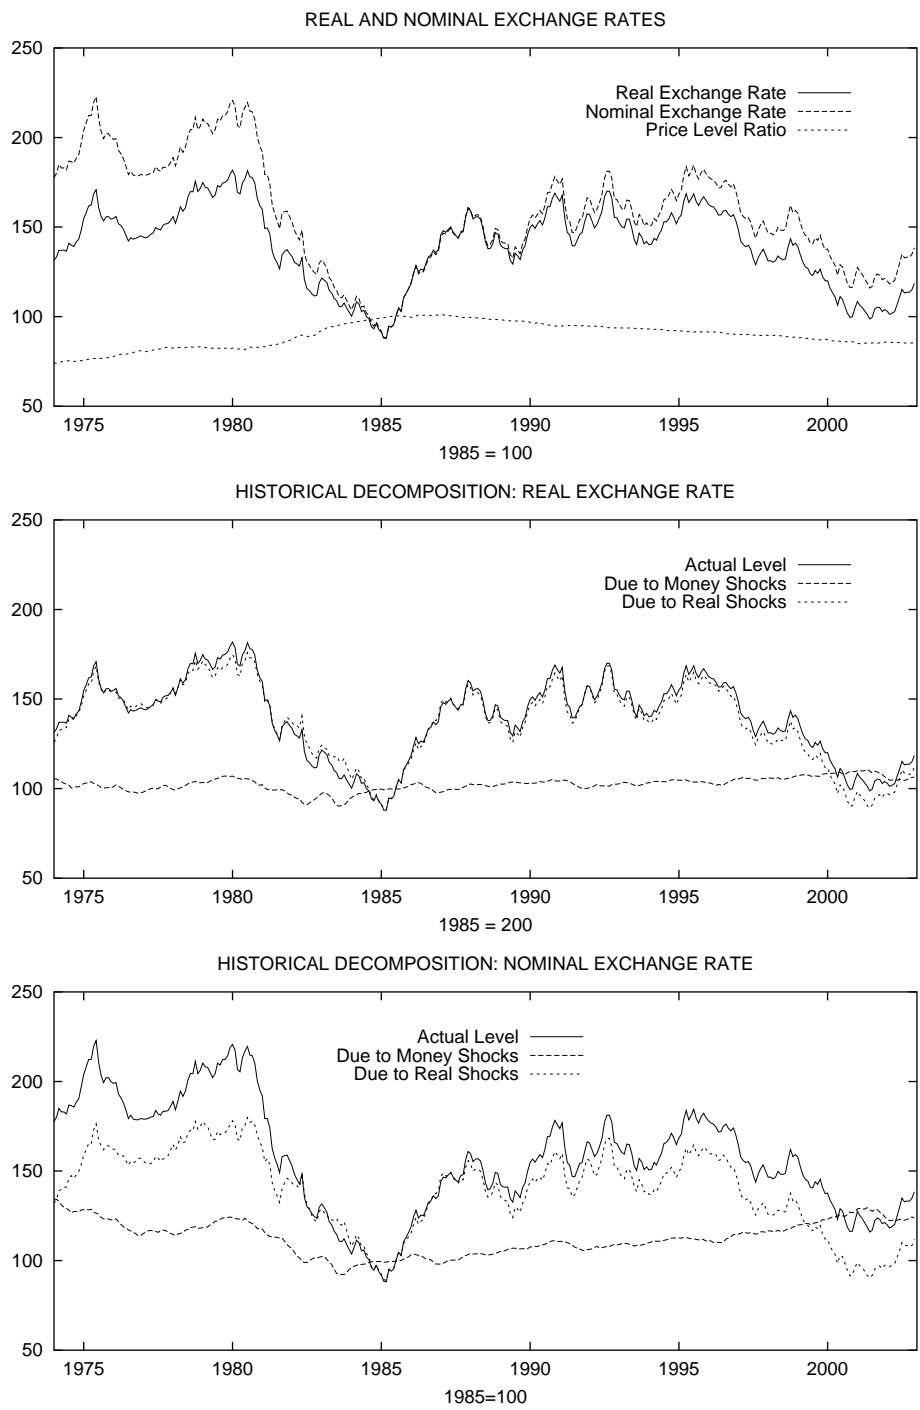 REAL AND NOMINAL EXCHANGE RATES
250
200
150
100
50
Real Exchange Rate
Nominal Exchange Rate
Price Level Ratio
1975 1980 1985 1990 1995 2000
1985 = 100
HISTORICAL DECOMPOSITION: REAL EXCHANGE RATE
250
200
150
100
50
Actual Level
Due to Money Shocks
Due to Real Shocks
1975 1980 1985 1990 1995 2000
1985 = 200
HISTORICAL DECOMPOSITION: NOMINAL EXCHANGE RATE
250
200
150
100
50
Actual Level
Due to Money Shocks
Due to Real Shocks
1975 1980 1985 1990 1995 2000
1985=100